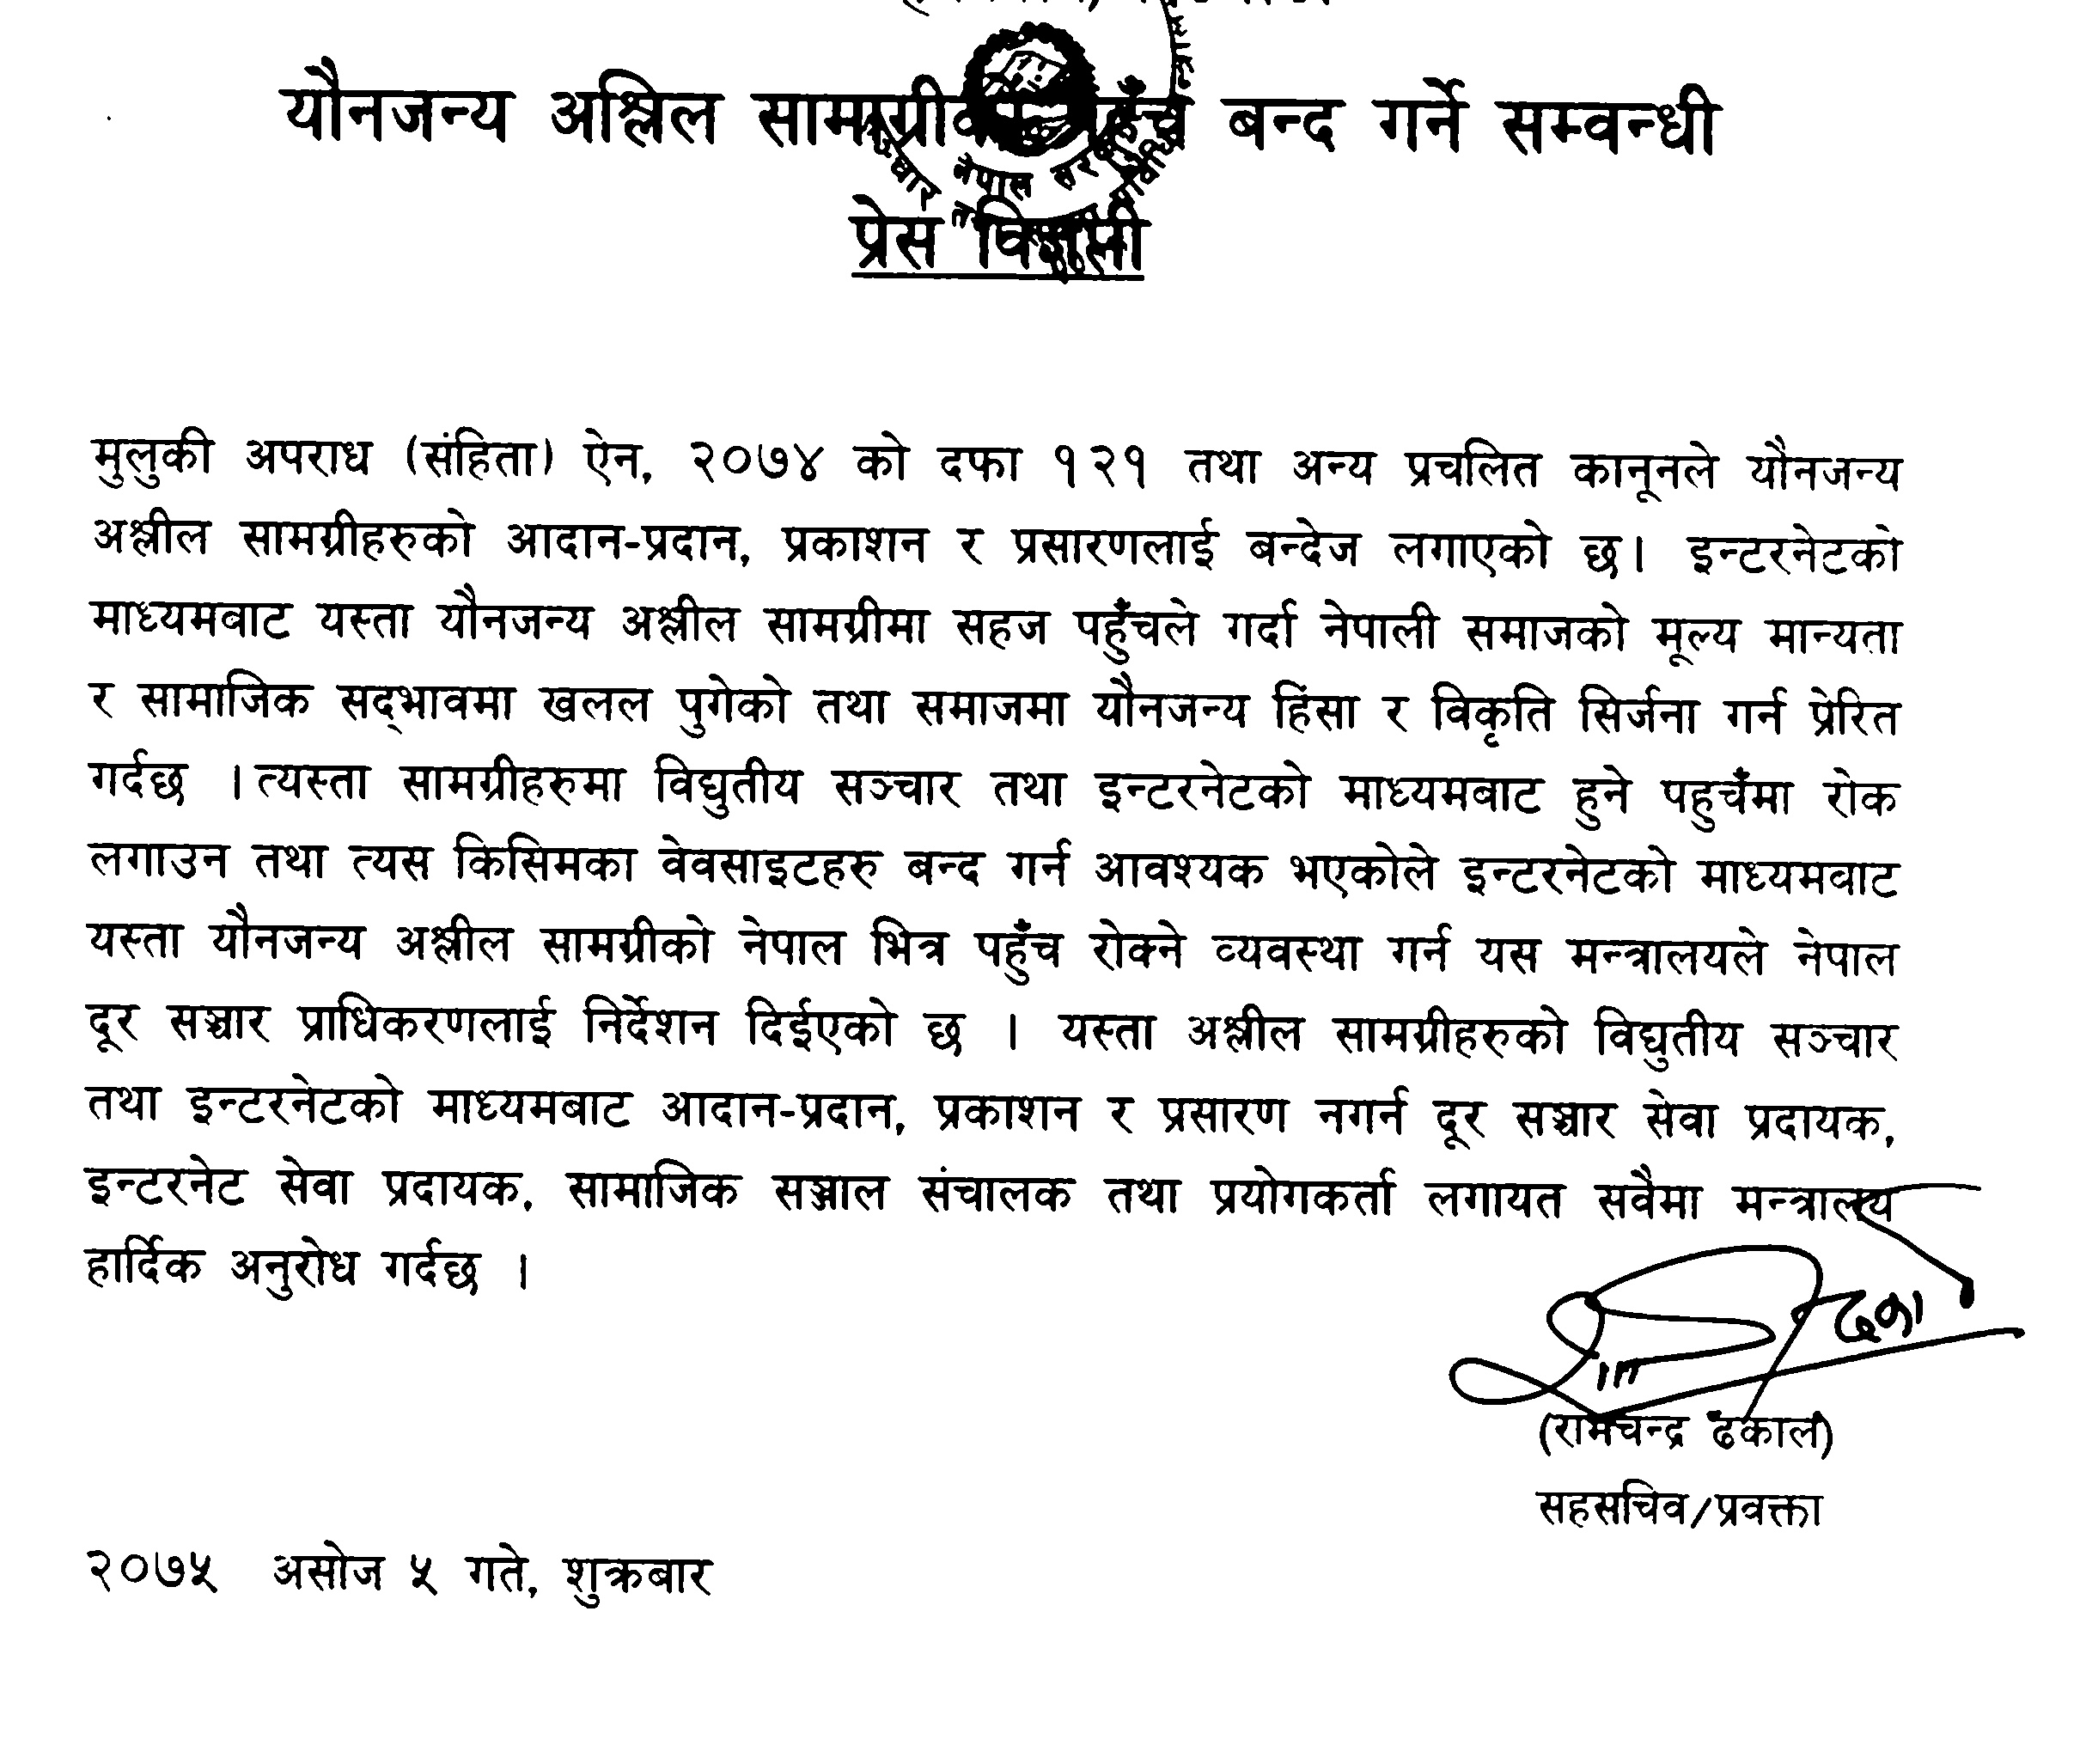 यौनजन्य अश्लिल सामाग्रीको पहुँच बन्द गर्ने सम्वन्धी
नेपाल सरकार
प्रेस विज्ञप्ती
मुलुकी अपराध (संहिता) ऐन, २०७४ को दफा १२१ तथा अन्य प्रचलित कानूनले यौनजन्य
अश्लील सामग्रीहरुको आदान-प्रदान, प्रकाशन र प्रसारणलाई बन्देज लगाएको छ। इन्टरनेटको
माध्यमबाट यस्ता यौनजन्य अश्लील सामग्रीमा सहज पहुँचले गर्दा नेपाली समाजको मूल्य मान्यता
र सामाजिक सद्‌भावमा खलल पुगेको तथा समाजमा यौनजन्य हिंसा र विकृति सिर्जना गर्न प्रेरित
गर्दछ । त्यस्ता सामग्रीहरुमा विद्युतीय सञ्चार तथा इन्टरनेटको माध्यमबाट हुने पहुचँमा रोक
लगाउन तथा त्यस किसिमका वेवसाइटहरु बन्द गर्न आवश्यक भएकोले इन्टरनेटको माध्यमवाट
यस्ता यौनजन्य अश्लील सामग्रीको नेपाल भित्र पहुँच रोक्ने व्यवस्था गर्न यस मन्त्रालयले नेपाल
दूर सञ्चार प्राधिकरणलाई निर्देशन दिईएको छ । यस्ता अश्लील सामग्रीहरुको विद्युतीय सञ्चार
तथा इन्टरनेटको माध्यमबाट आदान-प्रदान, प्रकाशन र प्रसारण नगर्न दूर सञ्चार सेवा प्रदायक,
इन्टरनेट सेवा प्रदायक, सामाजिक सञ्जाल संचालक तथा प्रयोगकर्ता लगायत सवैमा मन्त्रालय
हार्दिक अनुरोध गर्दछ ।
(रामचन्द्र ढकाल)
सहसचिव/प्रवक्ता
२०७५ असोज ५ गते, शुक्रबार